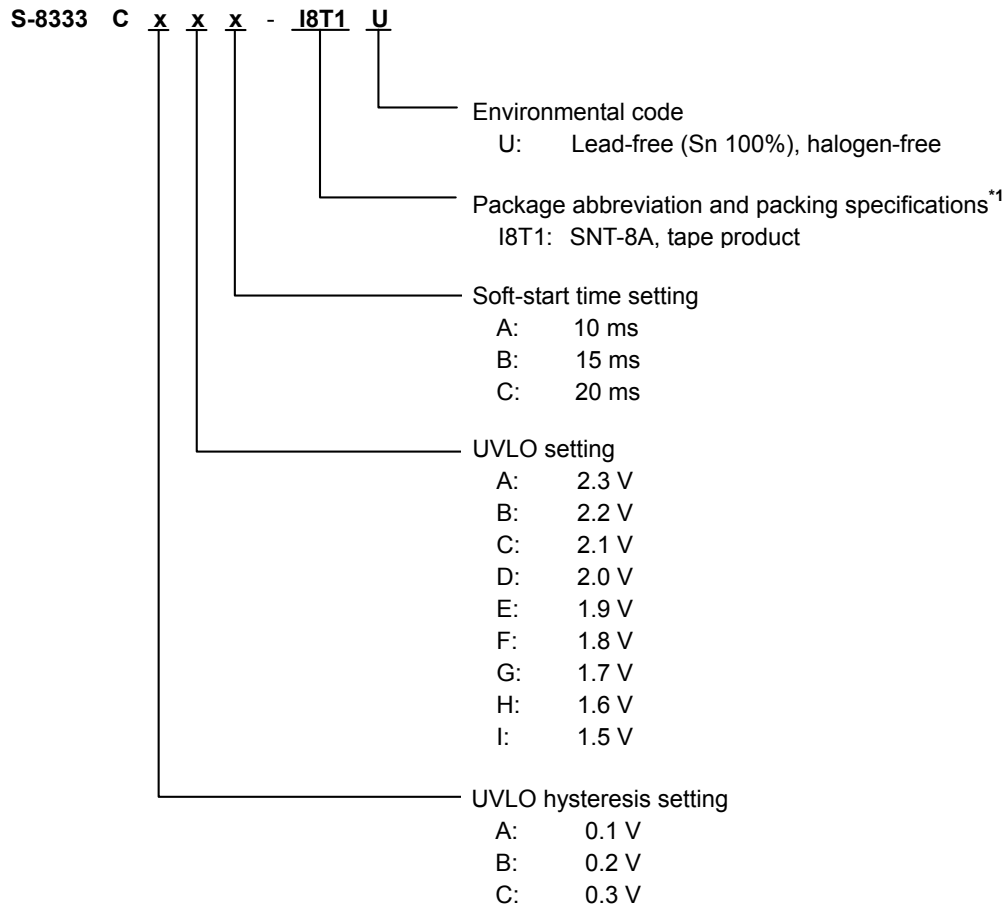 S-8333 C x x x - I8T1 U
Environmental code
U: Lead-free (Sn 100%), halogen-free
Package abbreviation and packing specifications*1
I8T1: SNT-8A, tape product
Soft-start time setting
A: 10 ms
B: 15 ms
C: 20 ms
UVLO setting
A: 2.3 V
B: 2.2 V
C: 2.1 V
D: 2.0 V
E: 1.9 V
F: 1.8 V
G: 1.7 V
H: 1.6 V
I: 1.5 V
UVLO hysteresis setting
A: 0.1 V
B: 0.2 V
C: 0.3 V